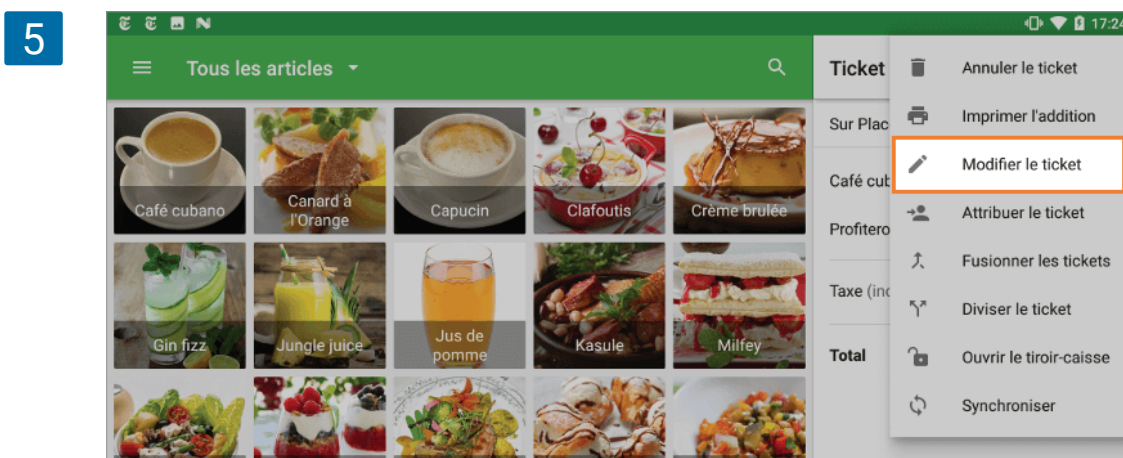 5
17:24
Tous les articles
Ticket
Sur Plac
Café cub
Profitero
Taxe (inc
Total
Annuler le ticket
Imprimer l'addition
Modifier le ticket
Attribuer le ticket
Fusionner les tickets
Diviser le ticket
Ouvrir le tiroir-caisse
Synchroniser
Café cubano
Canard à
l'Orange
Capucin
Clafoutis
Crème brulée
Gin fizz
Jungle juice
Jus de
pomme
Kasule
Milfey